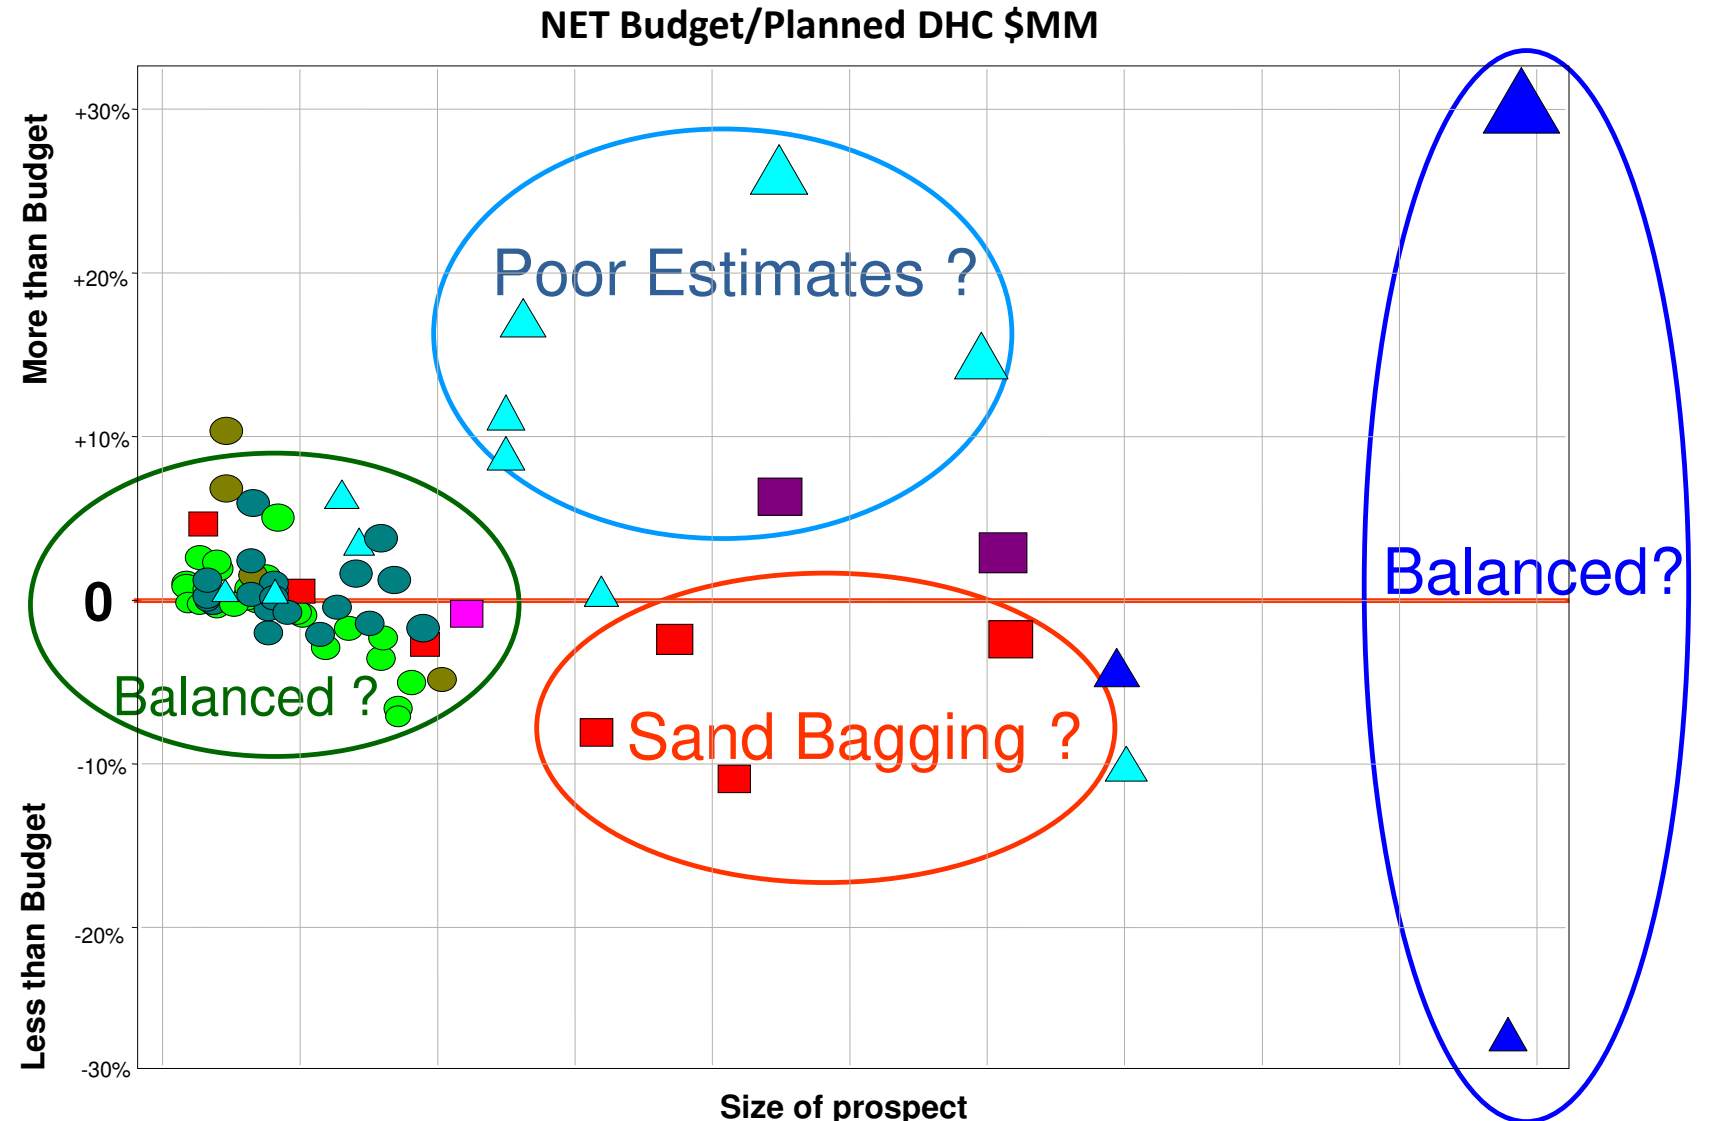 NET Budget/Planned DHC $MM
More than Budget
Less than Budget
+30%
+20%
+10%
0
-10%
-20%
-30%
Poor Estimates ?
Balanced?
Balanced ?
Sand Bagging ?
Size of prospect